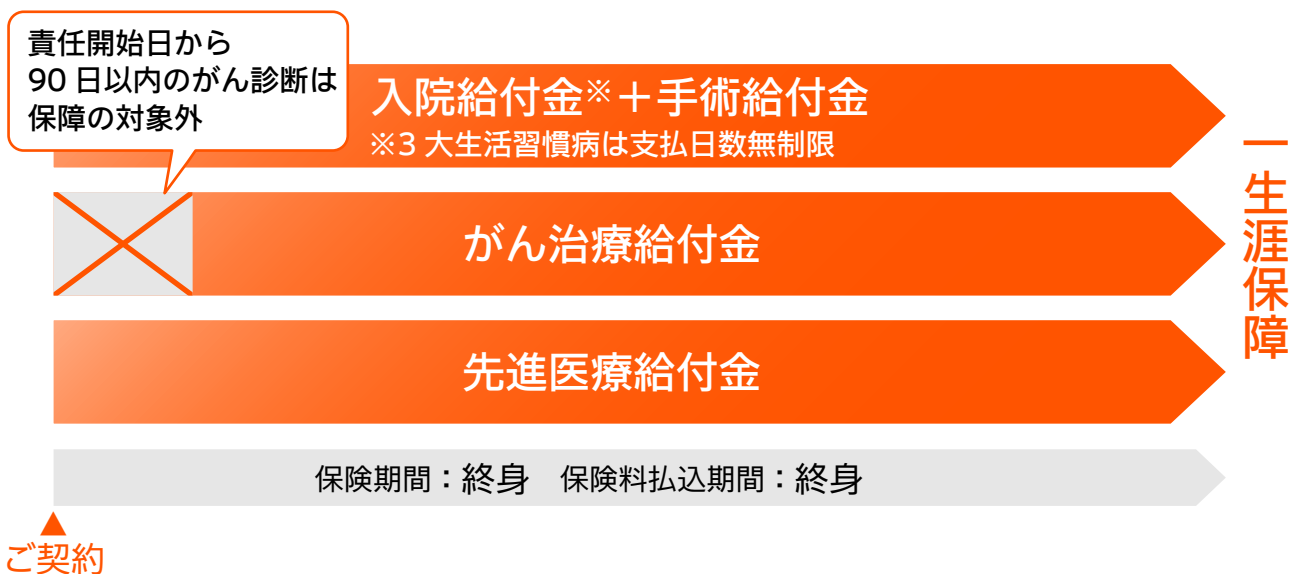 責任開始日から
90日以内のがん診断は
保障の対象外
入院給付金※＋手術給付金
※3大生活習慣病は支払日数無制限
がん治療給付金
先進医療給付金
一生涯保障
保険期間：終身　保険料払込期間：終身
ご契約